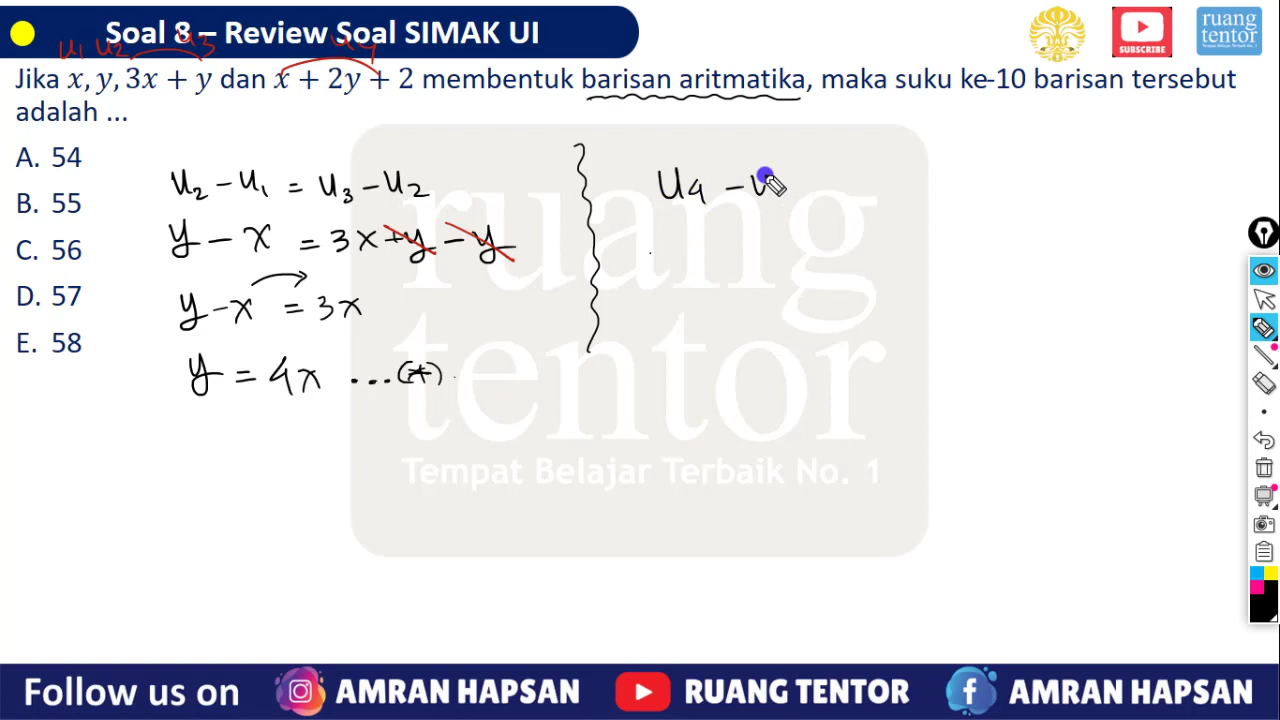 Soal 8 – Review Soal SIMAK UI
SUBSCRIBE
ruang
tentor
u₁ u₂ u₃ u₄
Jika x, y, 3x + y dan x + 2y + 2 membentuk barisan aritmatika, maka suku ke-10 barisan tersebut
adalah ...
A. 54
B. 55
C. 56
D. 57
E. 58
u₂ – u₁ = u₃ – u₂
y – x = 3x + y – y
y – x = 3x
y = 4x ...(*)
U₄ – U
ruang
tentor
Tempat Belajar Terbaik No. 1
Follow us on AMRAN HAPSAN RUANG TENTOR AMRAN HAPSAN